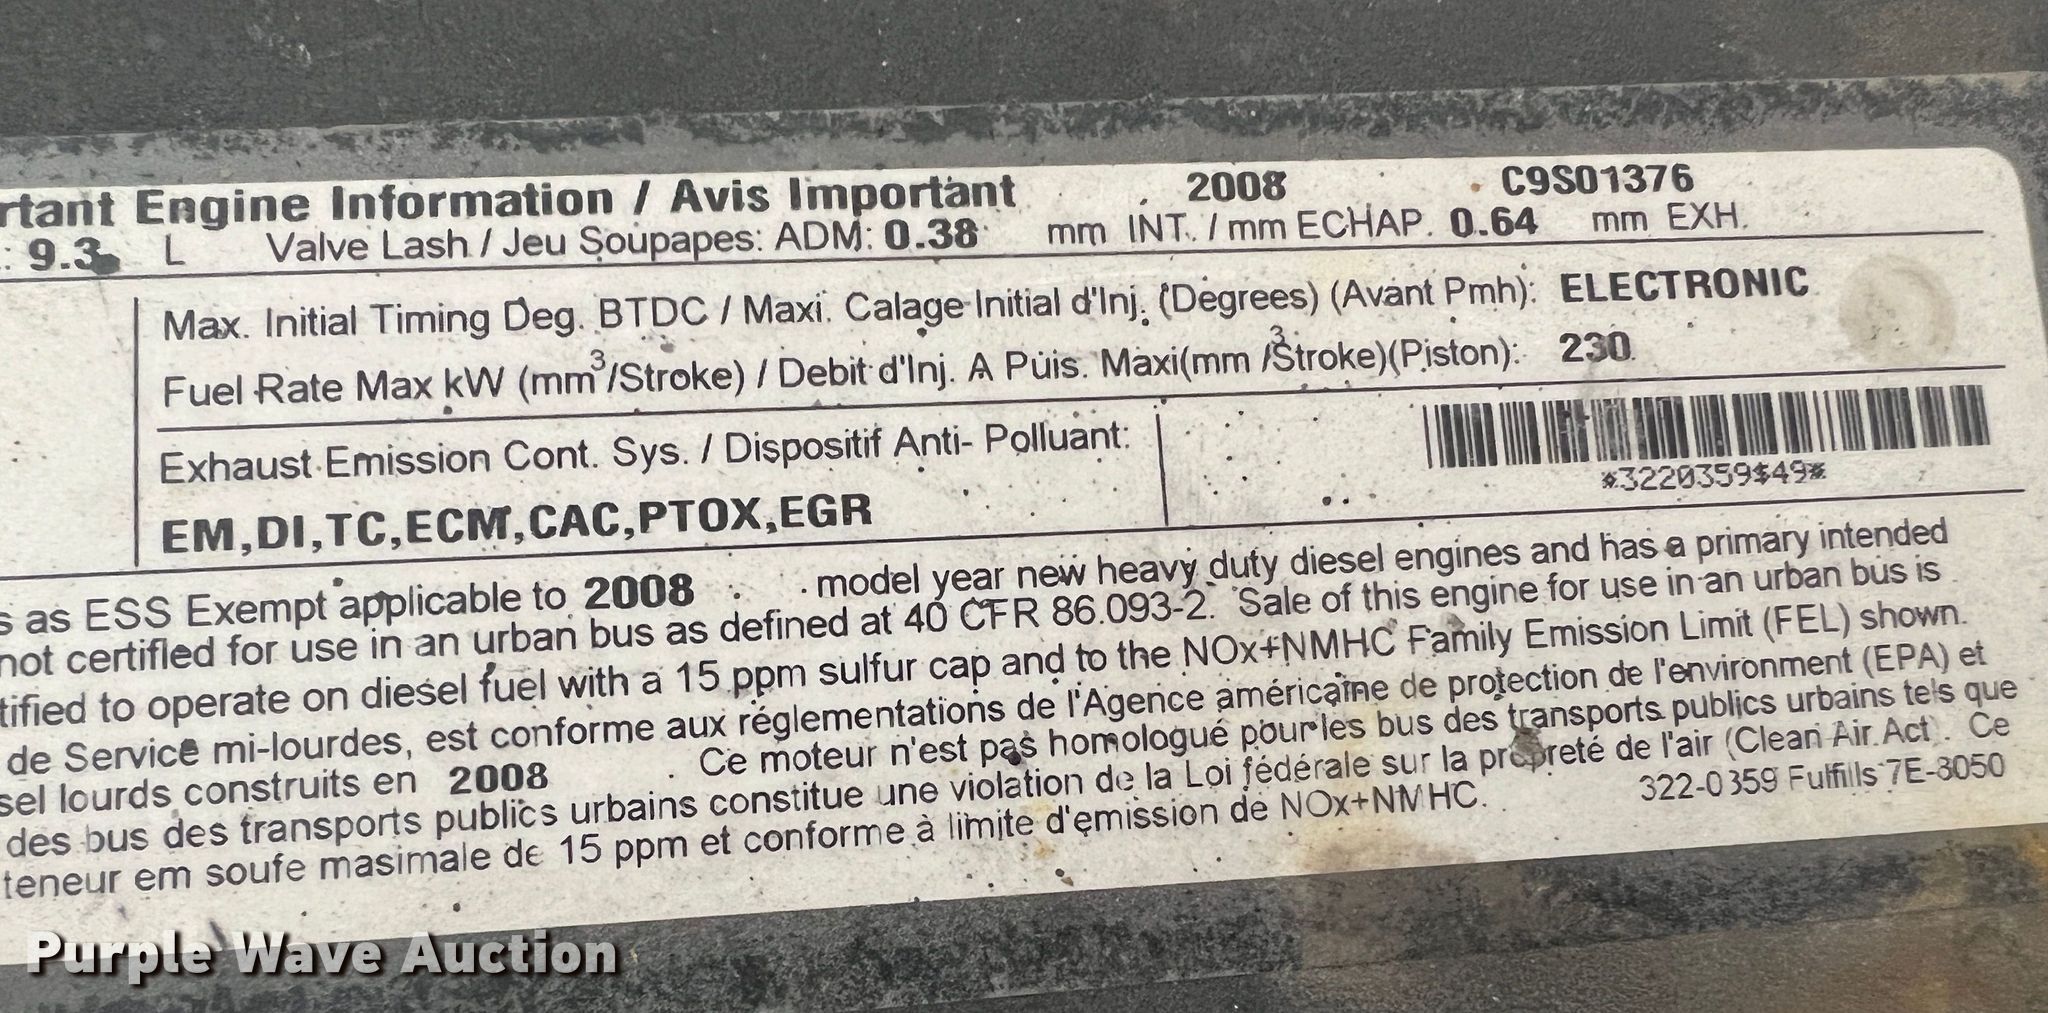 rtant Engine Information / Avis Important 2008 C9S01376
: 9.3 L Valve Lash / Jeu Soupapes: ADM: 0.38 mm INT. / mm ECHAP. 0.64 mm EXH.
Max. Initial Timing Deg. BTDC / Maxi. Calage Initial d'Inj. (Degrees) (Avant Pmh): ELECTRONIC
Fuel Rate Max kW (mm³/Stroke) / Debit d'Inj. A Puis. Maxi(mm³/Stroke)(Piston): 230
Exhaust Emission Cont. Sys. / Dispositif Anti- Polluant:
*3220359$49*
EM,DI,TC,ECM,CAC,PTOX,EGR
s as ESS Exempt applicable to 2008 model year new heavy duty diesel engines and has a primary intended
not certified for use in an urban bus as defined at 40 CFR 86.093-2. Sale of this engine for use in an urban bus is
tified to operate on diesel fuel with a 15 ppm sulfur cap and to the NOx+NMHC Family Emission Limit (FEL) shown.
de Service mi-lourdes, est conforme aux réglementations de l'Agence américaine de protection de l'environment (EPA) et
sel lourds construits en 2008 Ce moteur n'est pas homologué pour les bus des transports publics urbains tels que
des bus des transports publics urbains constitue une violation de la Loi fédérale sur la propreté de l'air (Clean Air Act). Ce
teneur em soufe masimale de 15 ppm et conforme à limite d'emission de NOx+NMHC. 322-0359 Fulfills 7E-8050
Purple Wave Auction